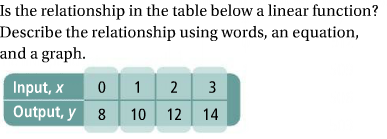 Is the relationship in the table below a linear function?
Describe the relationship using words, an equation,
and a graph.
Input, x 0 1 2 3
Output, y 8 10 12 14